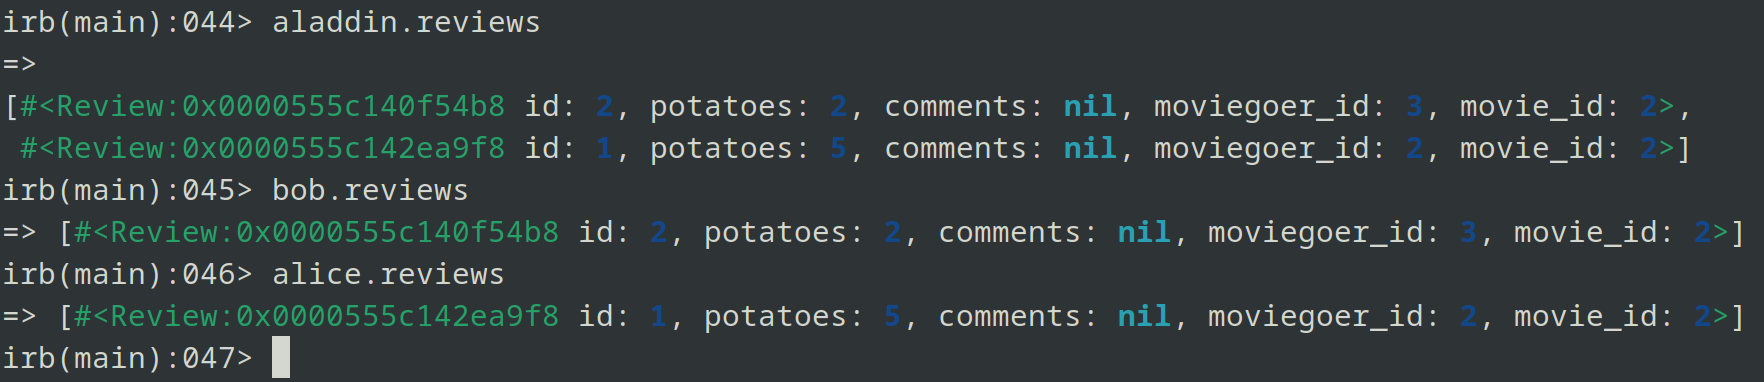 irb(main):044> aladdin.reviews
=>
[#<Review:0x0000555c140f54b8 id: 2, potatoes: 2, comments: nil, moviegoer_id: 3, movie_id: 2>,
 #<Review:0x0000555c142ea9f8 id: 1, potatoes: 5, comments: nil, moviegoer_id: 2, movie_id: 2>]
irb(main):045> bob.reviews
=> [#<Review:0x0000555c140f54b8 id: 2, potatoes: 2, comments: nil, moviegoer_id: 3, movie_id: 2>]
irb(main):046> alice.reviews
=> [#<Review:0x0000555c142ea9f8 id: 1, potatoes: 5, comments: nil, moviegoer_id: 2, movie_id: 2>]
irb(main):047>